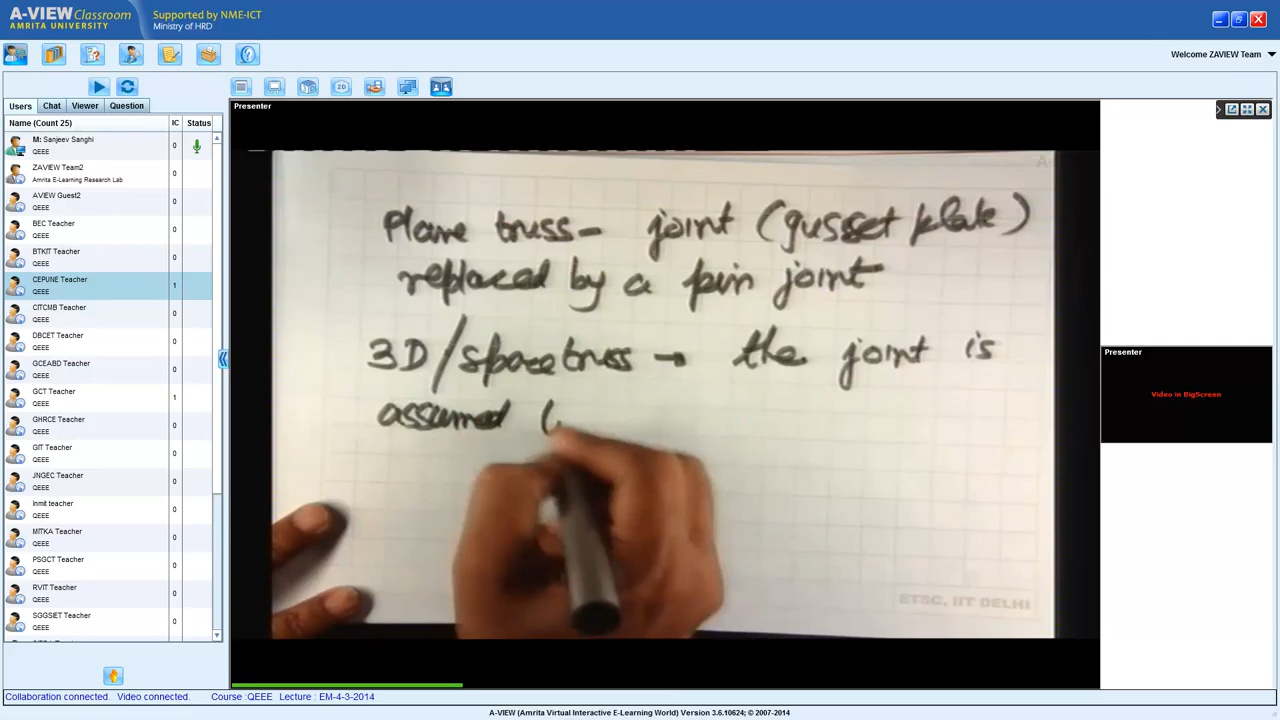 A-VIEW Classroom
AMRITA UNIVERSITY
Supported by NME-ICT
Ministry of HRD
Welcome ZAVIEW Team
Users Chat Viewer Question
Name (Count 25) IC Status
M: Sanjeev Sanghi
QEEE
0
ZAVIEW Team2
Amrita E-Learning Research Lab
0
AVIEW Guest2
QEEE
0
BEC Teacher
QEEE
0
BTKIT Teacher
QEEE
0
CEPUNE Teacher
QEEE
1
CITCMB Teacher
QEEE
0
DBCET Teacher
QEEE
0
GCEABD Teacher
QEEE
0
GCT Teacher
QEEE
1
GHRCE Teacher
QEEE
0
GIT Teacher
QEEE
0
JNGEC Teacher
QEEE
0
lnmit teacher
QEEE
0
MITKA Teacher
QEEE
0
PSGCT Teacher
QEEE
0
RVIT Teacher
QEEE
0
SGGSIET Teacher
QEEE
0
2D
Presenter
A
Plane truss- joint (gusset plate)
replaced by a pin joint
3D/space truss → the joint is
assumed (
ETSC, IIT DELHI
Presenter
Video in BigScreen
Collaboration connected. Video connected. Course :QEEE Lecture : EM-4-3-2014
A-VIEW (Amrita Virtual Interactive E-Learning World) Version 3.6.10624; © 2007-2014